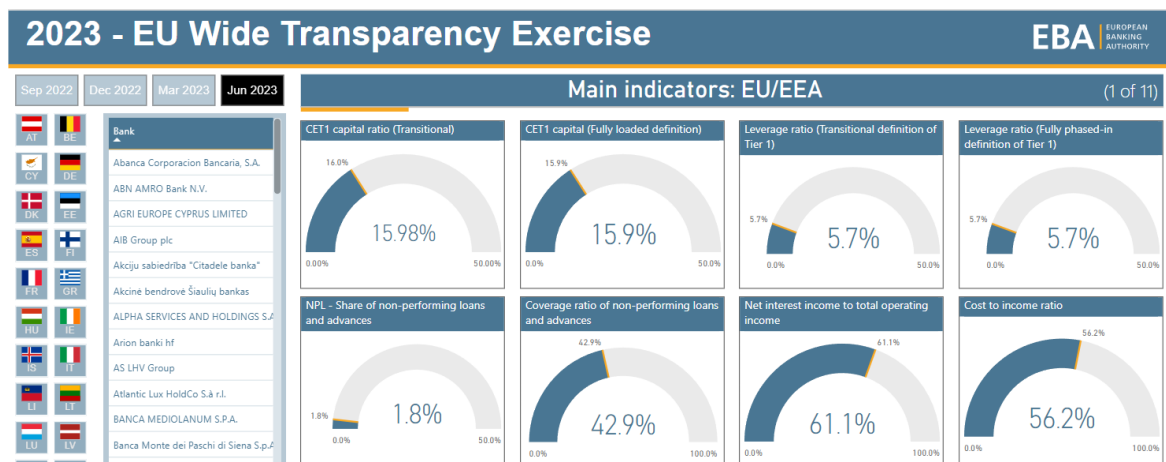 2023 - EU Wide Transparency Exercise
EBA
EUROPEAN
BANKING
AUTHORITY
Sep 2022
Dec 2022
Mar 2023
Jun 2023
Main indicators: EU/EEA
(1 of 11)
AT
BE
CY
DE
DK
EE
ES
FI
FR
GR
HU
IE
IS
IT
LI
LT
LU
LV
Bank
Abanca Corporacion Bancaria, S.A.
ABN AMRO Bank N.V.
AGRI EUROPE CYPRUS LIMITED
AIB Group plc
Akciju sabiedrība "Citadele banka"
Akcinė bendrovė Šiaulių bankas
ALPHA SERVICES AND HOLDINGS S.A
Arion banki hf
AS LHV Group
Atlantic Lux HoldCo S.à r.l.
BANCA MEDIOLANUM S.P.A.
Banca Monte dei Paschi di Siena S.p.A
CET1 capital ratio (Transitional)
16.0%
15.98%
0.00%
50.00%
CET1 capital (Fully loaded definition)
15.9%
15.9%
0.0%
50.0%
Leverage ratio (Transitional definition of
Tier 1)
5.7%
5.7%
0.0%
50.0%
Leverage ratio (Fully phased-in
definition of Tier 1)
5.7%
5.7%
0.0%
50.0%
NPL - Share of non-performing loans
and advances
1.8%
1.8%
0.0%
50.0%
Coverage ratio of non-performing loans
and advances
42.9%
42.9%
0.0%
100.0%
Net interest income to total operating
income
61.1%
61.1%
0.0%
100.0%
Cost to income ratio
56.2%
56.2%
0.0%
100.0%